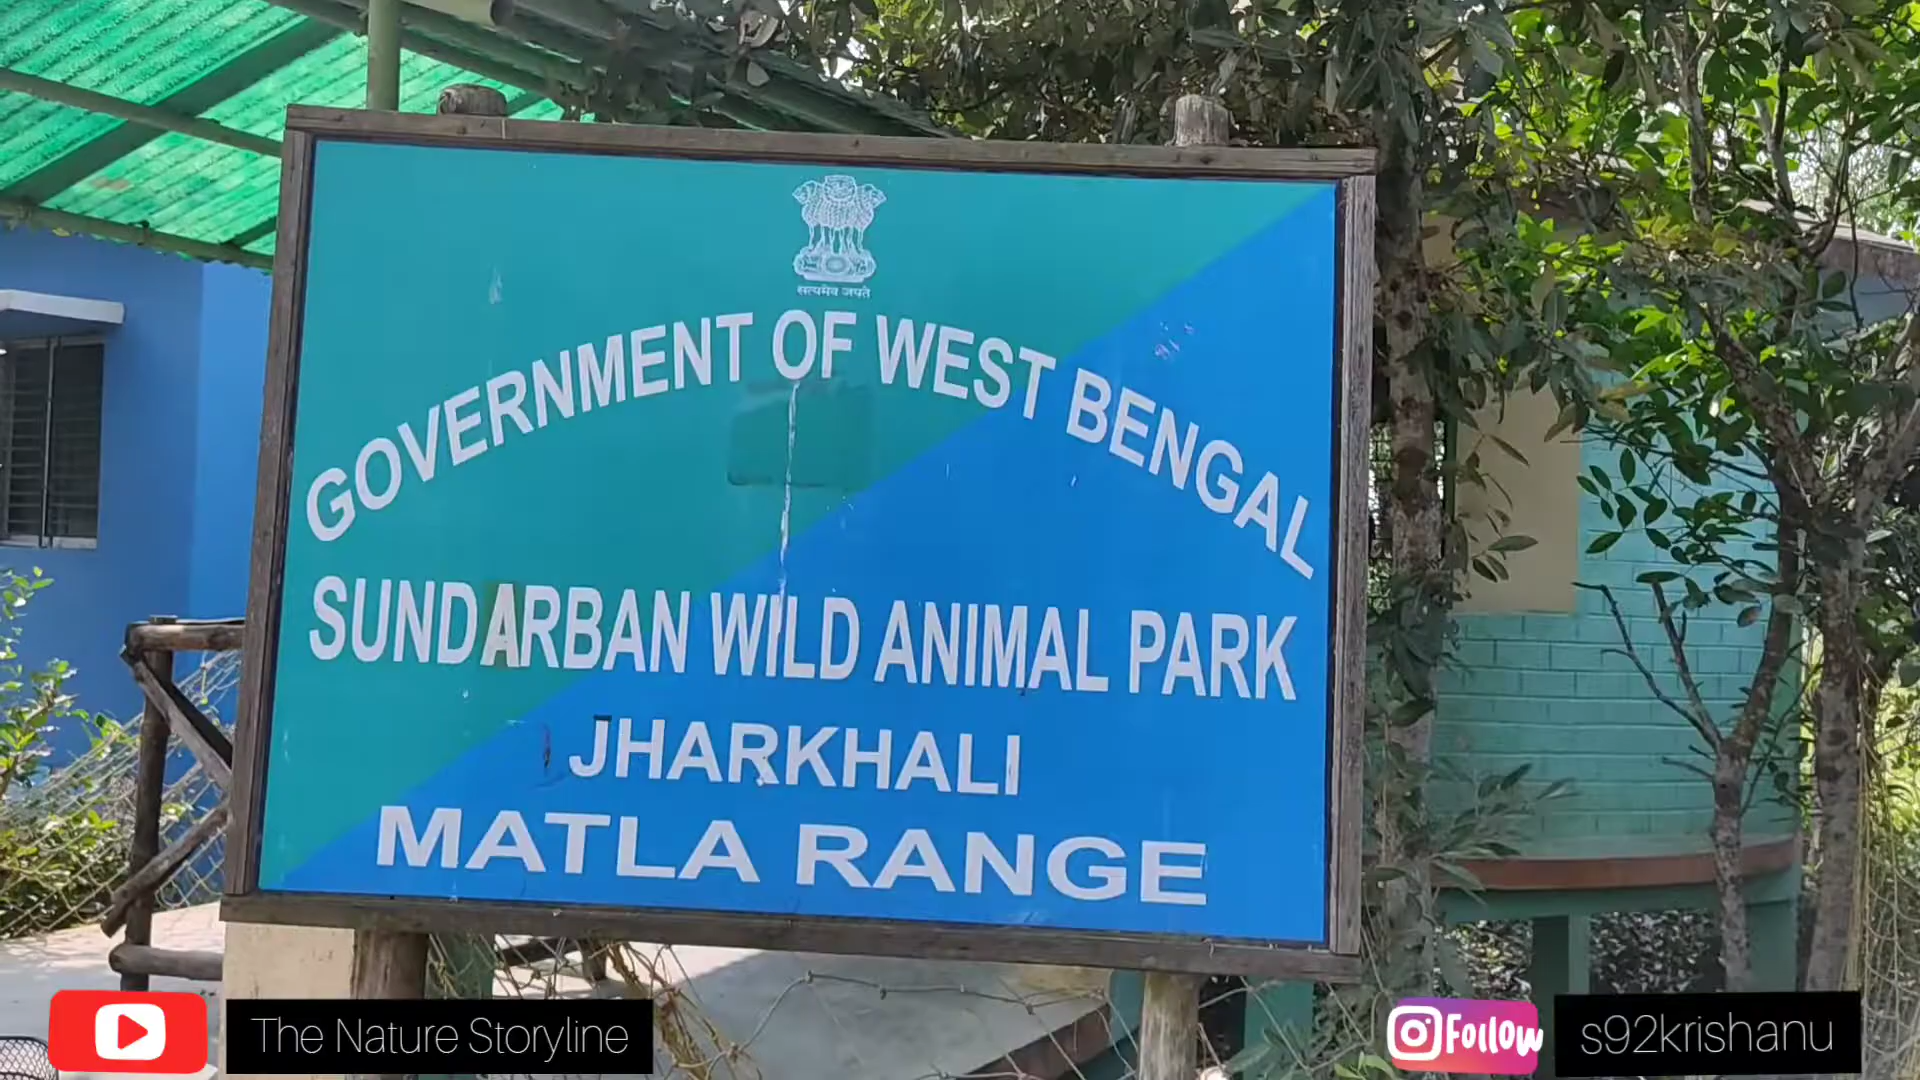 सत्यमेव जयते
GOVERNMENT OF WEST BENGAL
SUNDARBAN WILD ANIMAL PARK
JHARKHALI
MATLA RANGE
The Nature Storyline
Follow
s92krishanu